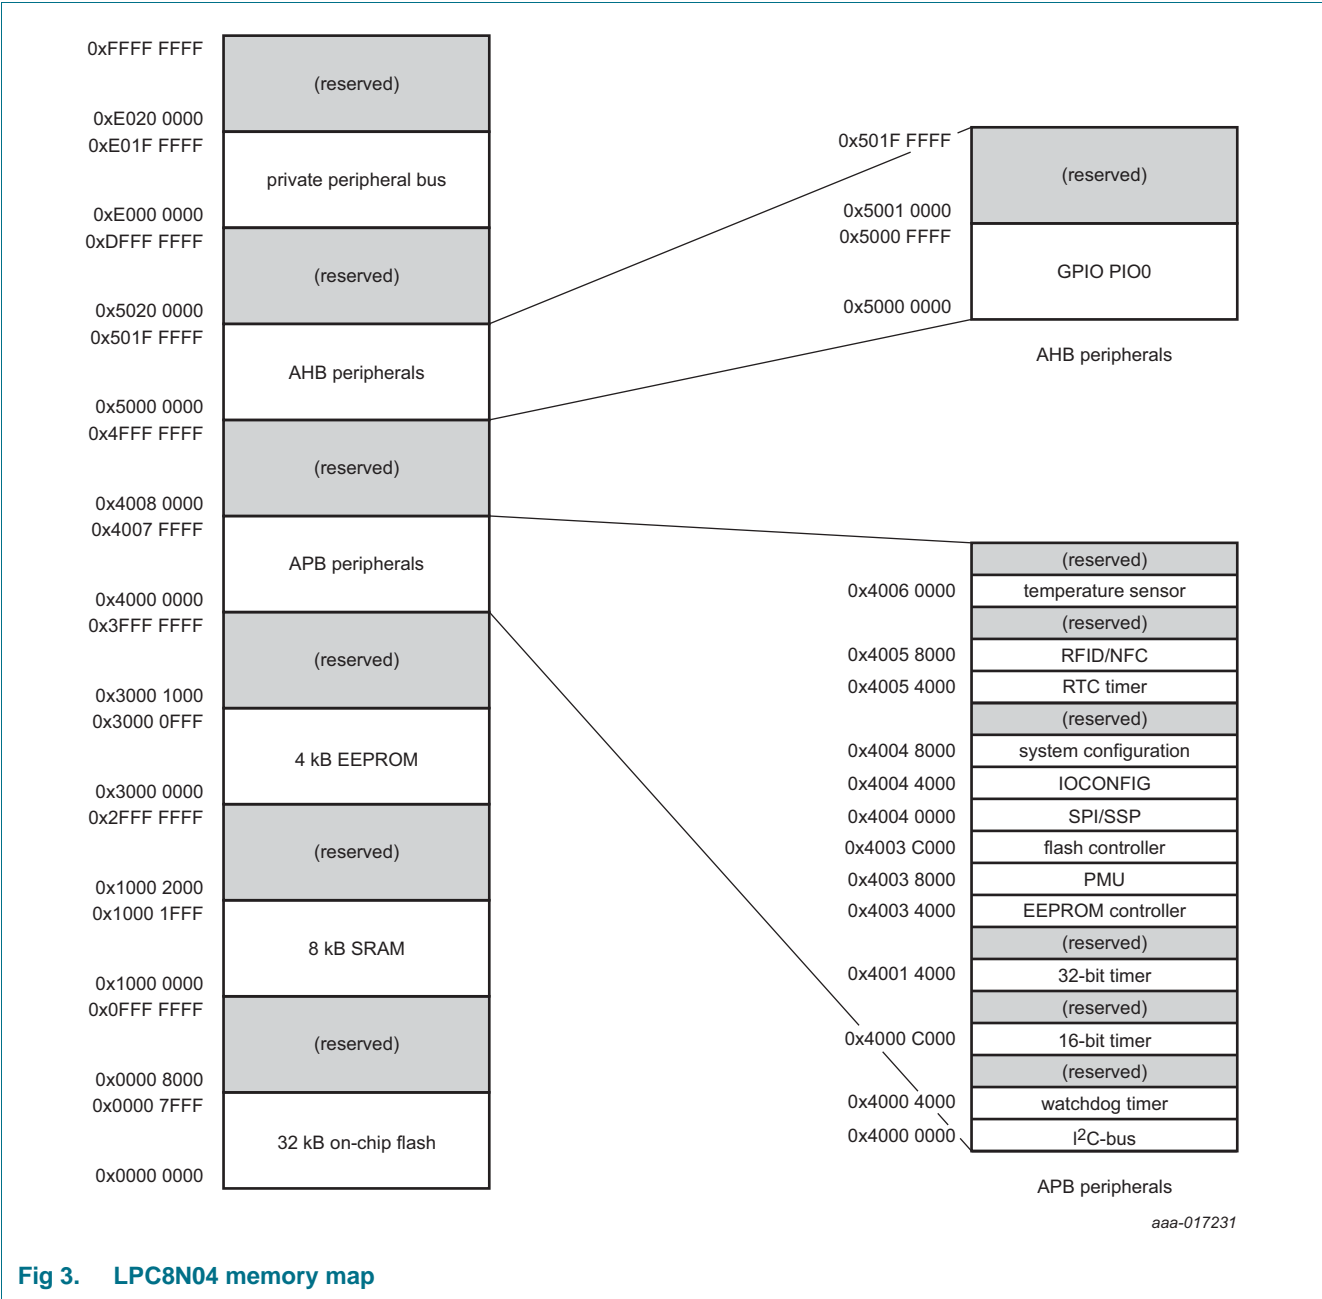 0xFFFF FFFF
(reserved)
0xE020 0000
0xE01F FFFF
private peripheral bus
0xE000 0000
0xDFFF FFFF
(reserved)
0x5020 0000
0x501F FFFF
AHB peripherals
0x5000 0000
0x4FFF FFFF
(reserved)
0x4008 0000
0x4007 FFFF
APB peripherals
0x4000 0000
0x3FFF FFFF
(reserved)
0x3000 1000
0x3000 0FFF
4 kB EEPROM
0x3000 0000
0x2FFF FFFF
(reserved)
0x1000 2000
0x1000 1FFF
8 kB SRAM
0x1000 0000
0x0FFF FFFF
(reserved)
0x0000 8000
0x0000 7FFF
32 kB on-chip flash
0x0000 0000
0x501F FFFF
(reserved)
0x5001 0000
0x5000 FFFF
GPIO PIO0
0x5000 0000
AHB peripherals
(reserved)
0x4006 0000 temperature sensor
(reserved)
0x4005 8000 RFID/NFC
0x4005 4000 RTC timer
(reserved)
0x4004 8000 system configuration
0x4004 4000 IOCONFIG
0x4004 0000 SPI/SSP
0x4003 C000 flash controller
0x4003 8000 PMU
0x4003 4000 EEPROM controller
(reserved)
0x4001 4000 32-bit timer
(reserved)
0x4000 C000 16-bit timer
(reserved)
0x4000 4000 watchdog timer
0x4000 0000 I2C-bus
APB peripherals
aaa-017231
Fig 3. LPC8N04 memory map